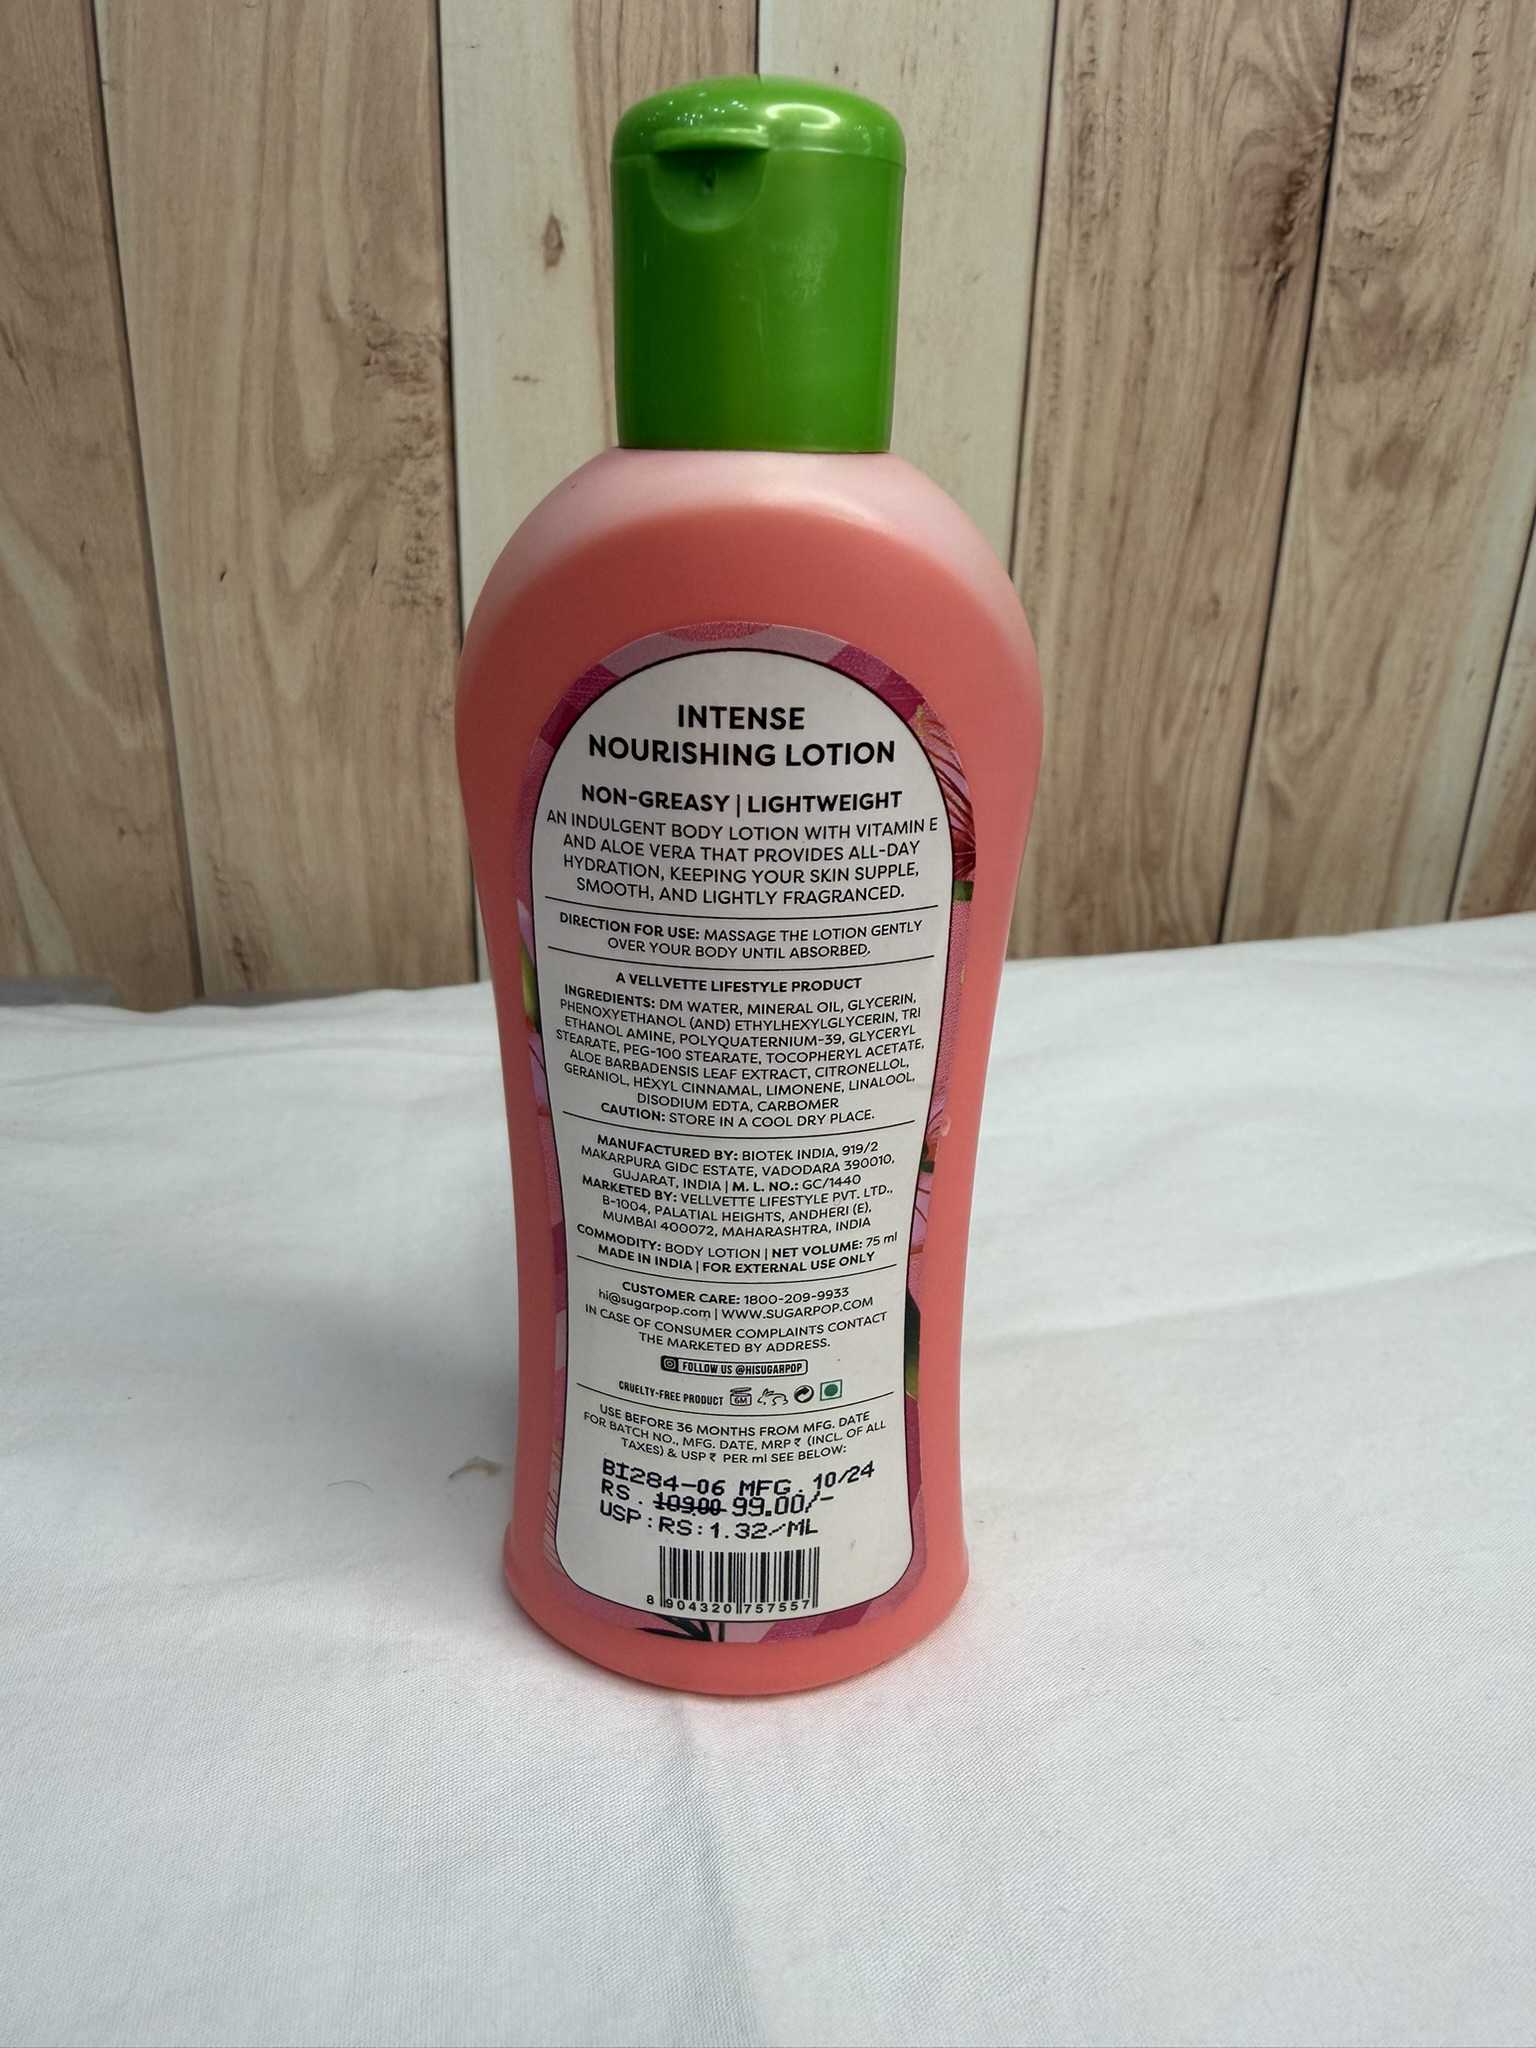 INTENSE
NOURISHING LOTION
NON-GREASY | LIGHTWEIGHT
AN INDULGENT BODY LOTION WITH VITAMIN E
AND ALOE VERA THAT PROVIDES ALL-DAY
HYDRATION, KEEPING YOUR SKIN SUPPLE,
SMOOTH, AND LIGHTLY FRAGRANCED.
DIRECTION FOR USE: MASSAGE THE LOTION GENTLY
OVER YOUR BODY UNTIL ABSORBED.
A VELLVETTE LIFESTYLE PRODUCT
INGREDIENTS: DM WATER, MINERAL OIL, GLYCERIN,
PHENOXYETHANOL (AND) ETHYLHEXYLGLYCERIN, TRI
ETHANOL AMINE, POLYQUATERNIUM-39, GLYCERYL
STEARATE, PEG-100 STEARATE, TOCOPHERYL ACETATE,
ALOE BARBADENSIS LEAF EXTRACT, CITRONELLOL,
GERANIOL, HEXYL CINNAMAL, LIMONENE, LINALOOL,
DISODIUM EDTA, CARBOMER
CAUTION: STORE IN A COOL DRY PLACE.
MANUFACTURED BY: BIOTEK INDIA, 919/2
MAKARPURA GIDC ESTATE, VADODARA 390010,
GUJARAT, INDIA | M. L. NO.: GC/1440
MARKETED BY: VELLVETTE LIFESTYLE PVT. LTD.,
B-1004, PALATIAL HEIGHTS, ANDHERI (E),
MUMBAI 400072, MAHARASHTRA, INDIA
COMMODITY: BODY LOTION | NET VOLUME: 75 ml
MADE IN INDIA | FOR EXTERNAL USE ONLY
CUSTOMER CARE: 1800-209-9933
hi@sugarpop.com | WWW.SUGARPOP.COM
IN CASE OF CONSUMER COMPLAINTS CONTACT
THE MARKETED BY ADDRESS.
FOLLOW US @HISUGARPOP
CRUELTY-FREE PRODUCT 6M
USE BEFORE 36 MONTHS FROM MFG. DATE
FOR BATCH NO., MFG. DATE, MRP ₹ (INCL. OF ALL
TAXES) & USP ₹ PER ml SEE BELOW:
BI284-06 MFG. 10/24
RS. 109.00 99.00/-
USP:RS:1.32/ML
8 904320 757557